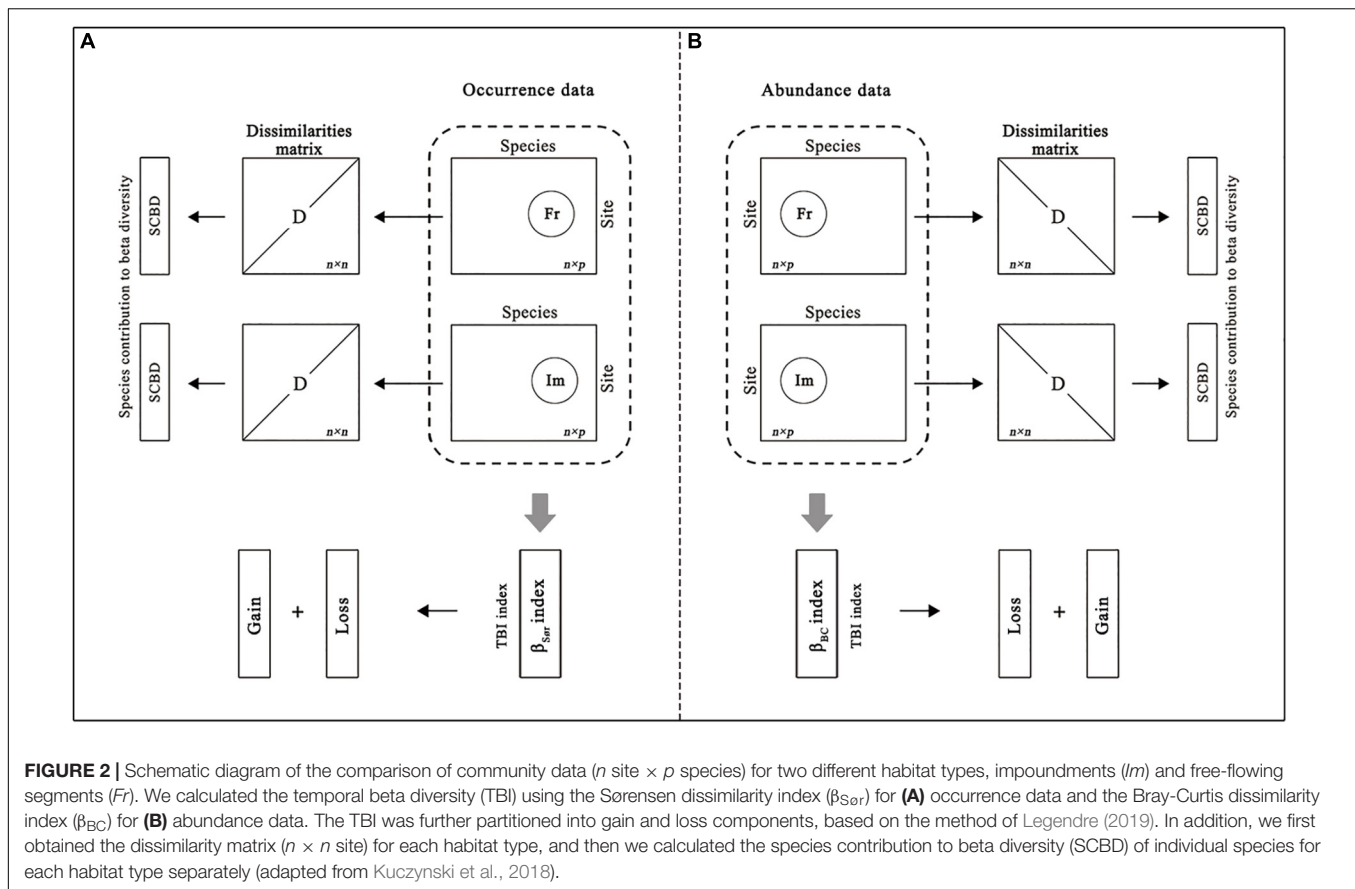 A
Occurrence data
Dissimilarities
matrix
Species
Species contribution to beta diversity
SCBD
D
n×n
Fr
Site
n×p
Species
SCBD
D
n×n
Im
Site
n×p
Gain
+
Loss
TBI index
βSør index
B
Abundance data
Species
Dissimilarities
matrix
Site
Fr
n×p
D
n×n
SCBD
Species contribution to beta diversity
Species
Site
Im
n×p
D
n×n
SCBD
βBC index
TBI index
Loss
+
Gain
FIGURE 2 | Schematic diagram of the comparison of community data (n site × p species) for two different habitat types, impoundments (Im) and free-flowing
segments (Fr). We calculated the temporal beta diversity (TBI) using the Sørensen dissimilarity index (βSør) for (A) occurrence data and the Bray-Curtis dissimilarity
index (βBC) for (B) abundance data. The TBI was further partitioned into gain and loss components, based on the method of Legendre (2019). In addition, we first
obtained the dissimilarity matrix (n × n site) for each habitat type, and then we calculated the species contribution to beta diversity (SCBD) of individual species for
each habitat type separately (adapted from Kuczynski et al., 2018).